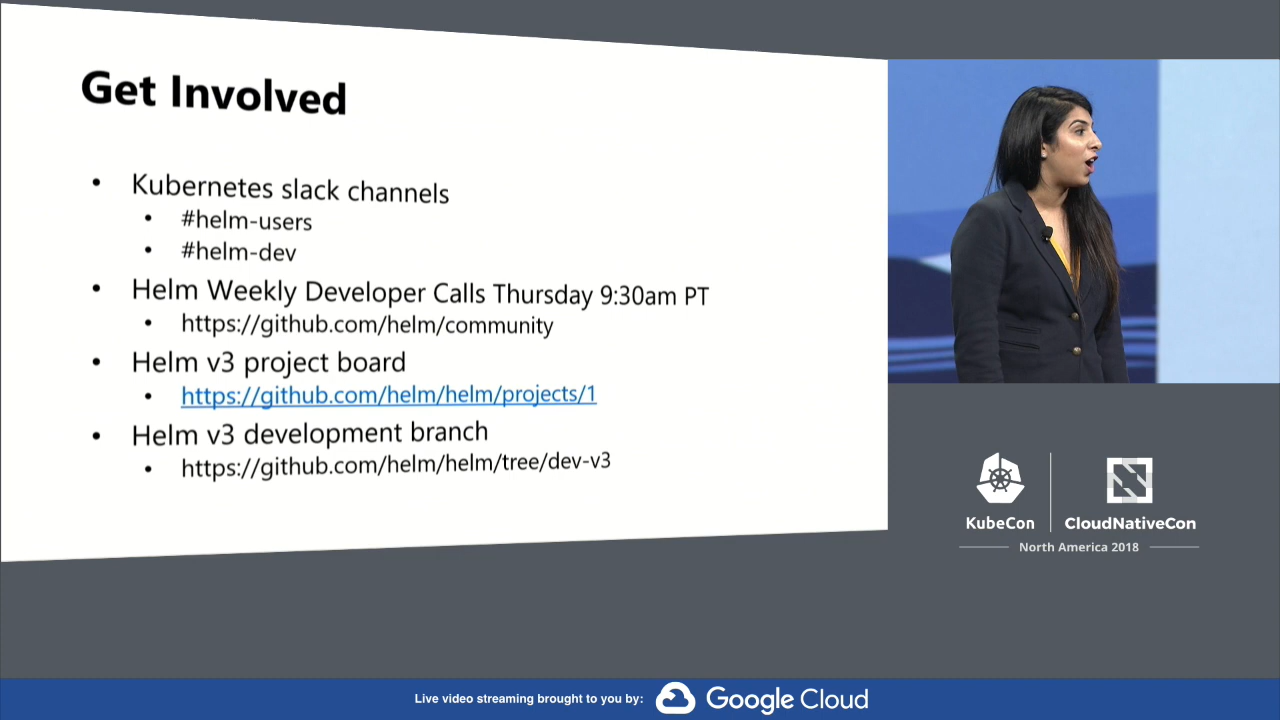 Get Involved
• Kubernetes slack channels
• #helm-users
• #helm-dev
• Helm Weekly Developer Calls Thursday 9:30am PT
• https://github.com/helm/community
• Helm v3 project board
• https://github.com/helm/helm/projects/1
• Helm v3 development branch
• https://github.com/helm/helm/tree/dev-v3
KubeCon
CloudNativeCon
North America 2018
Live video streaming brought to you by:
Google Cloud